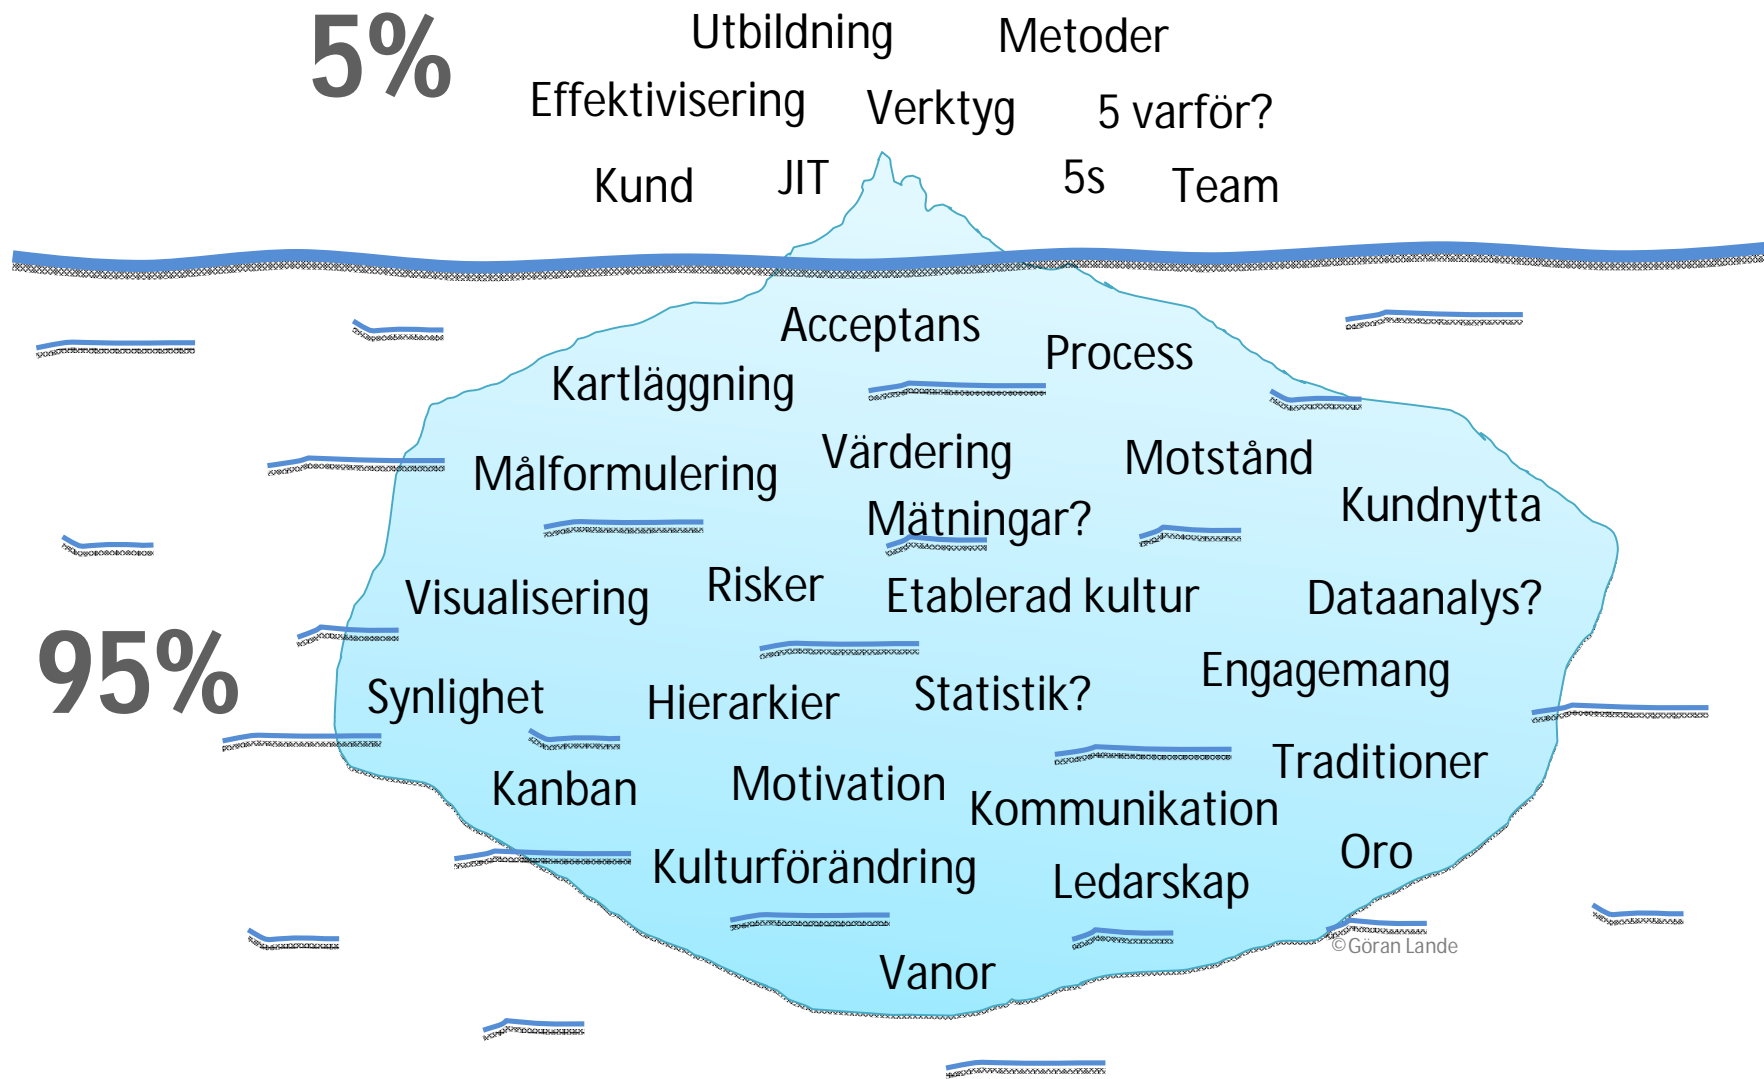 5%
Utbildning
Metoder
Effektivisering
Verktyg
5 varför?
Kund
JIT
5s
Team
Acceptans
Process
Kartläggning
Värdering
Motstånd
Målformulering
Kundnytta
Mätningar?
Visualisering
Risker
Etablerad kultur
Dataanalys?
95%
Engagemang
Synlighet
Hierarkier
Statistik?
Traditioner
Kanban
Motivation
Kommunikation
Oro
Kulturförändring
Ledarskap
©Göran Lande
Vanor